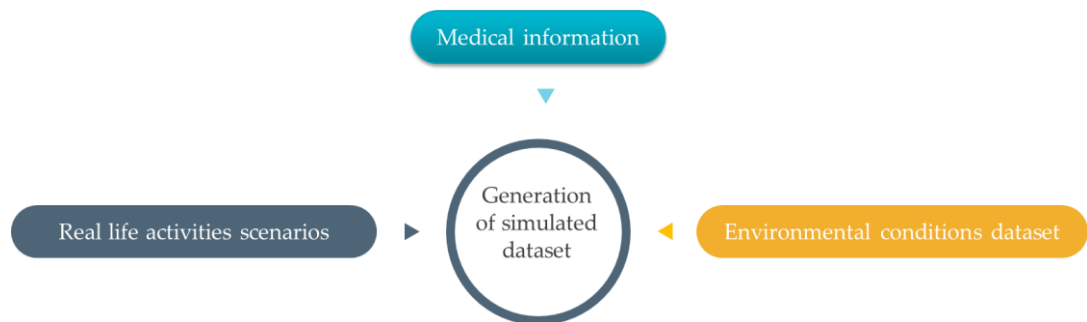 Medical information
Generation
of simulated
dataset
Real life activities scenarios
Environmental conditions dataset